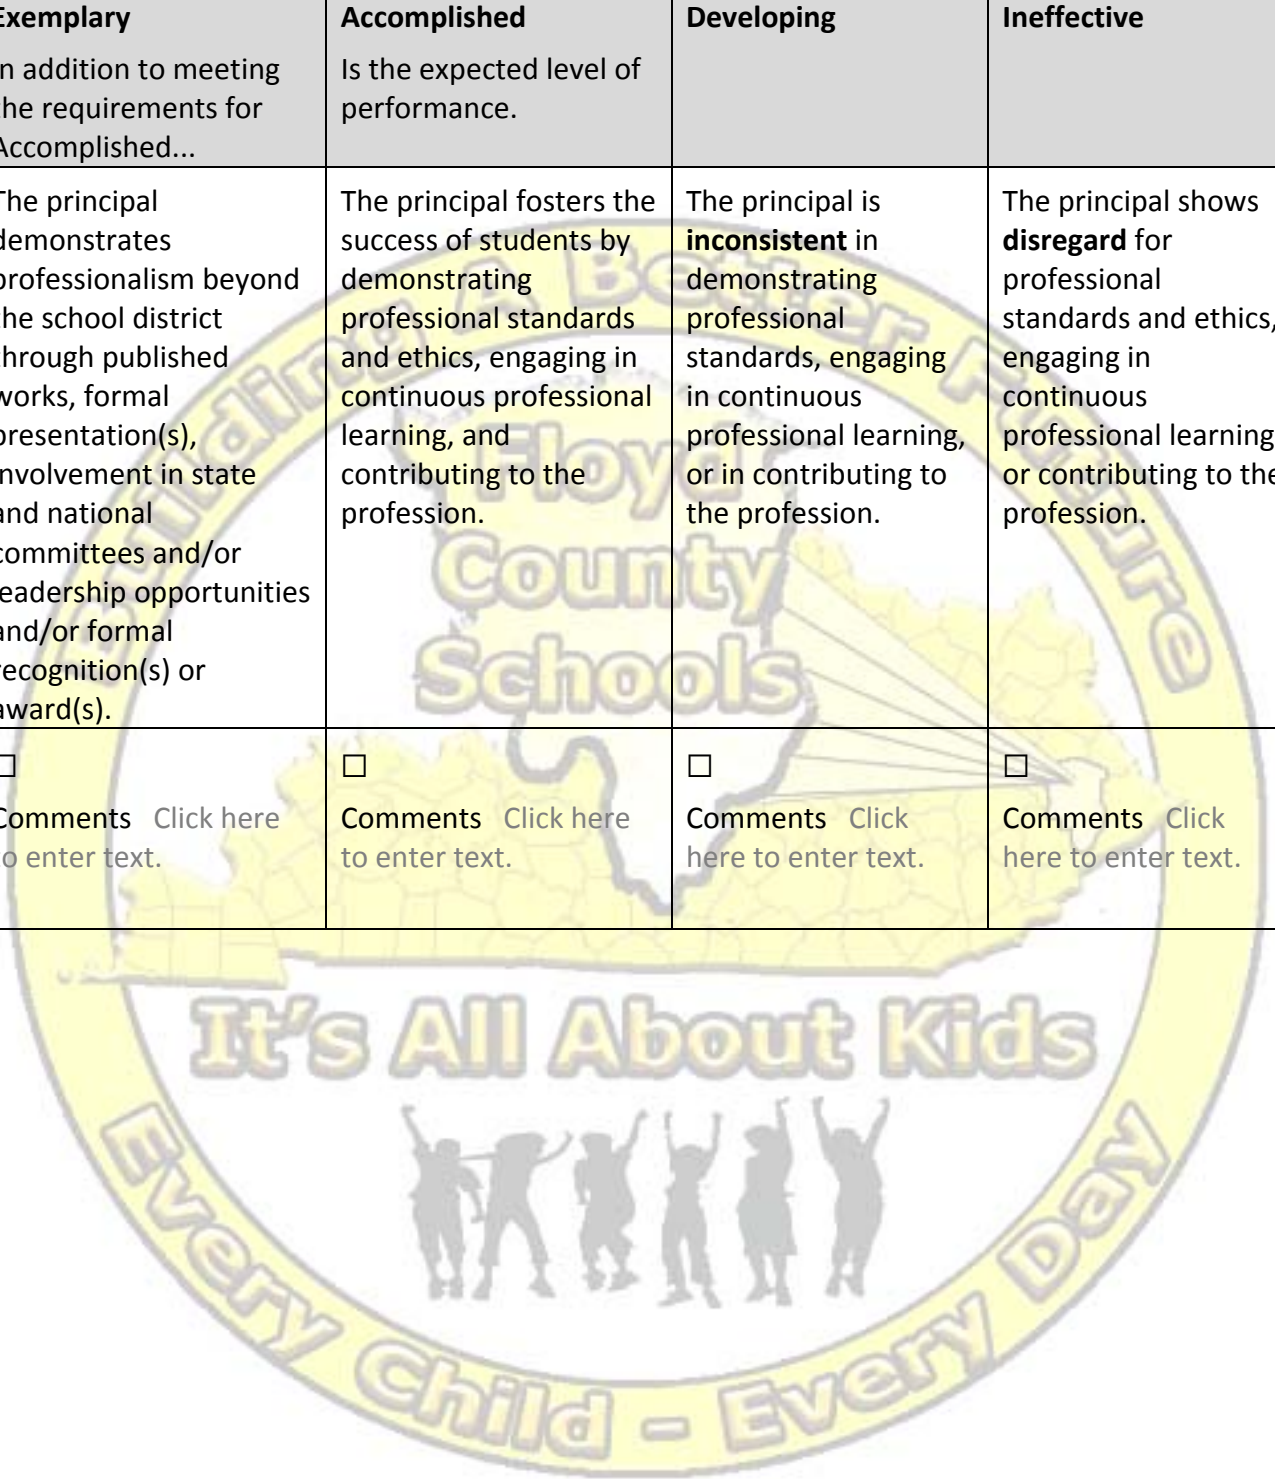 Exemplary
In addition to meeting
the requirements for
Accomplished...
Accomplished
Is the expected level of
performance.
Developing
Ineffective
The principal
demonstrates
professionalism beyond
the school district
through published
works, formal
presentation(s),
involvement in state
and national
committees and/or
leadership opportunities
and/or formal
recognition(s) or
award(s).
The principal fosters the
success of students by
demonstrating
professional standards
and ethics, engaging in
continuous professional
learning, and
contributing to the
profession.
The principal is
inconsistent in
demonstrating
professional
standards, engaging
in continuous
professional learning,
or in contributing to
the profession.
The principal shows
disregard for
professional
standards and ethics,
engaging in
continuous
professional learning
or contributing to the
profession.
☐
Comments Click here
to enter text.
☐
Comments Click here
to enter text.
☐
Comments Click
here to enter text.
☐
Comments Click
here to enter text.
Building A Better Future
Floyd
County
Schools
It's All About Kids
Every Child - Every Day